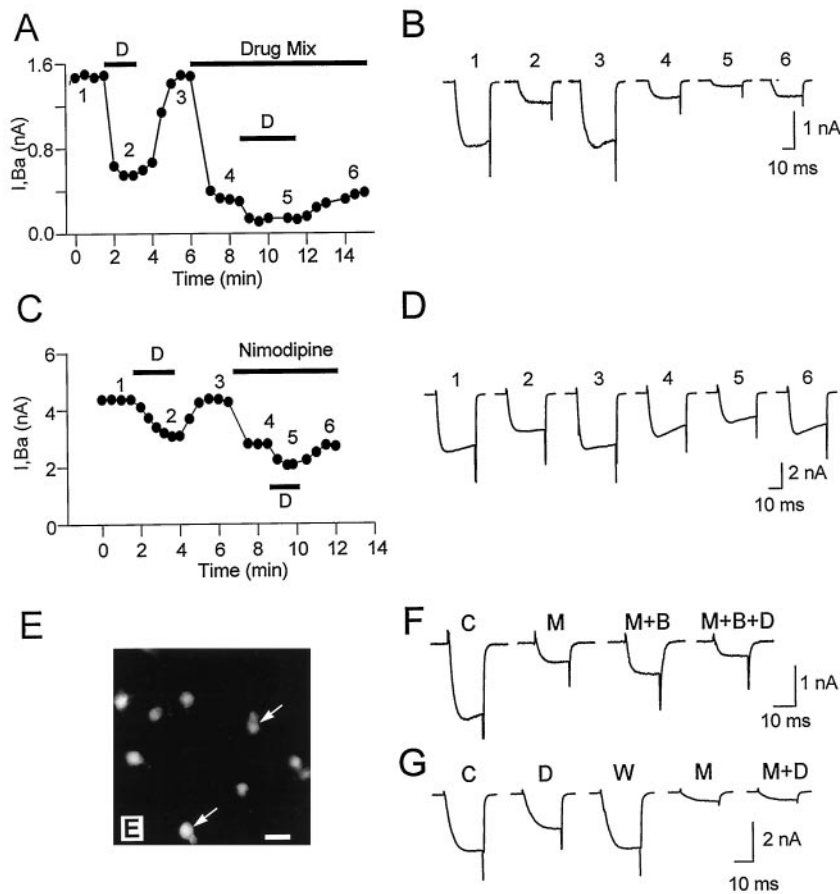 A
D
Drug Mix
1.6
0.8
0.0
I,Ba (nA)
1
2
3
4
D
5
6
0 2 4 6 8 10 12 14
Time (min)
B
1 2 3 4 5 6
1 nA
10 ms
C
D
Nimodipine
6
4
2
0
I,Ba (nA)
1
2
3
4
5
6
D
0 2 4 6 8 10 12 14
Time (min)
D
1 2 3 4 5 6
2 nA
10 ms
E
E
F
C M M+B M+B+D
1 nA
10 ms
G
C D W M M+D
2 nA
10 ms